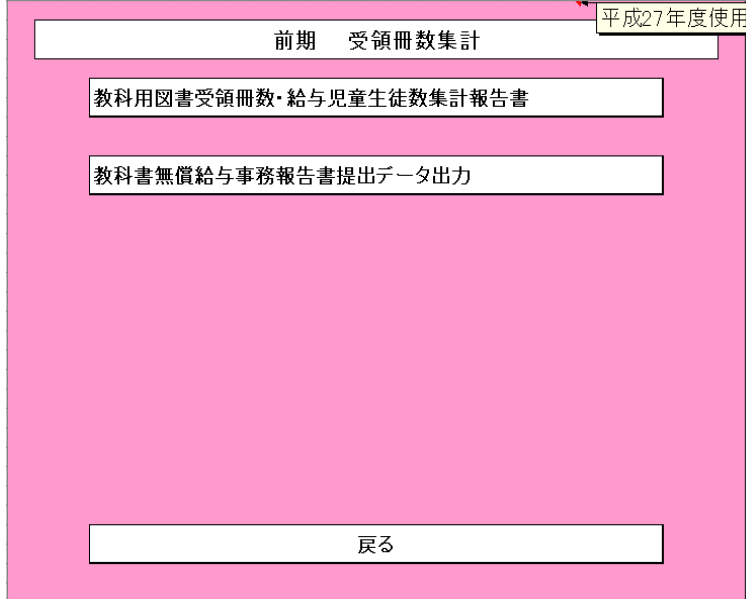 平成27年度使用
前期　受領冊数集計
教科用図書受領冊数・給与児童生徒数集計報告書
教科書無償給与事務報告書提出データ出力
戻る